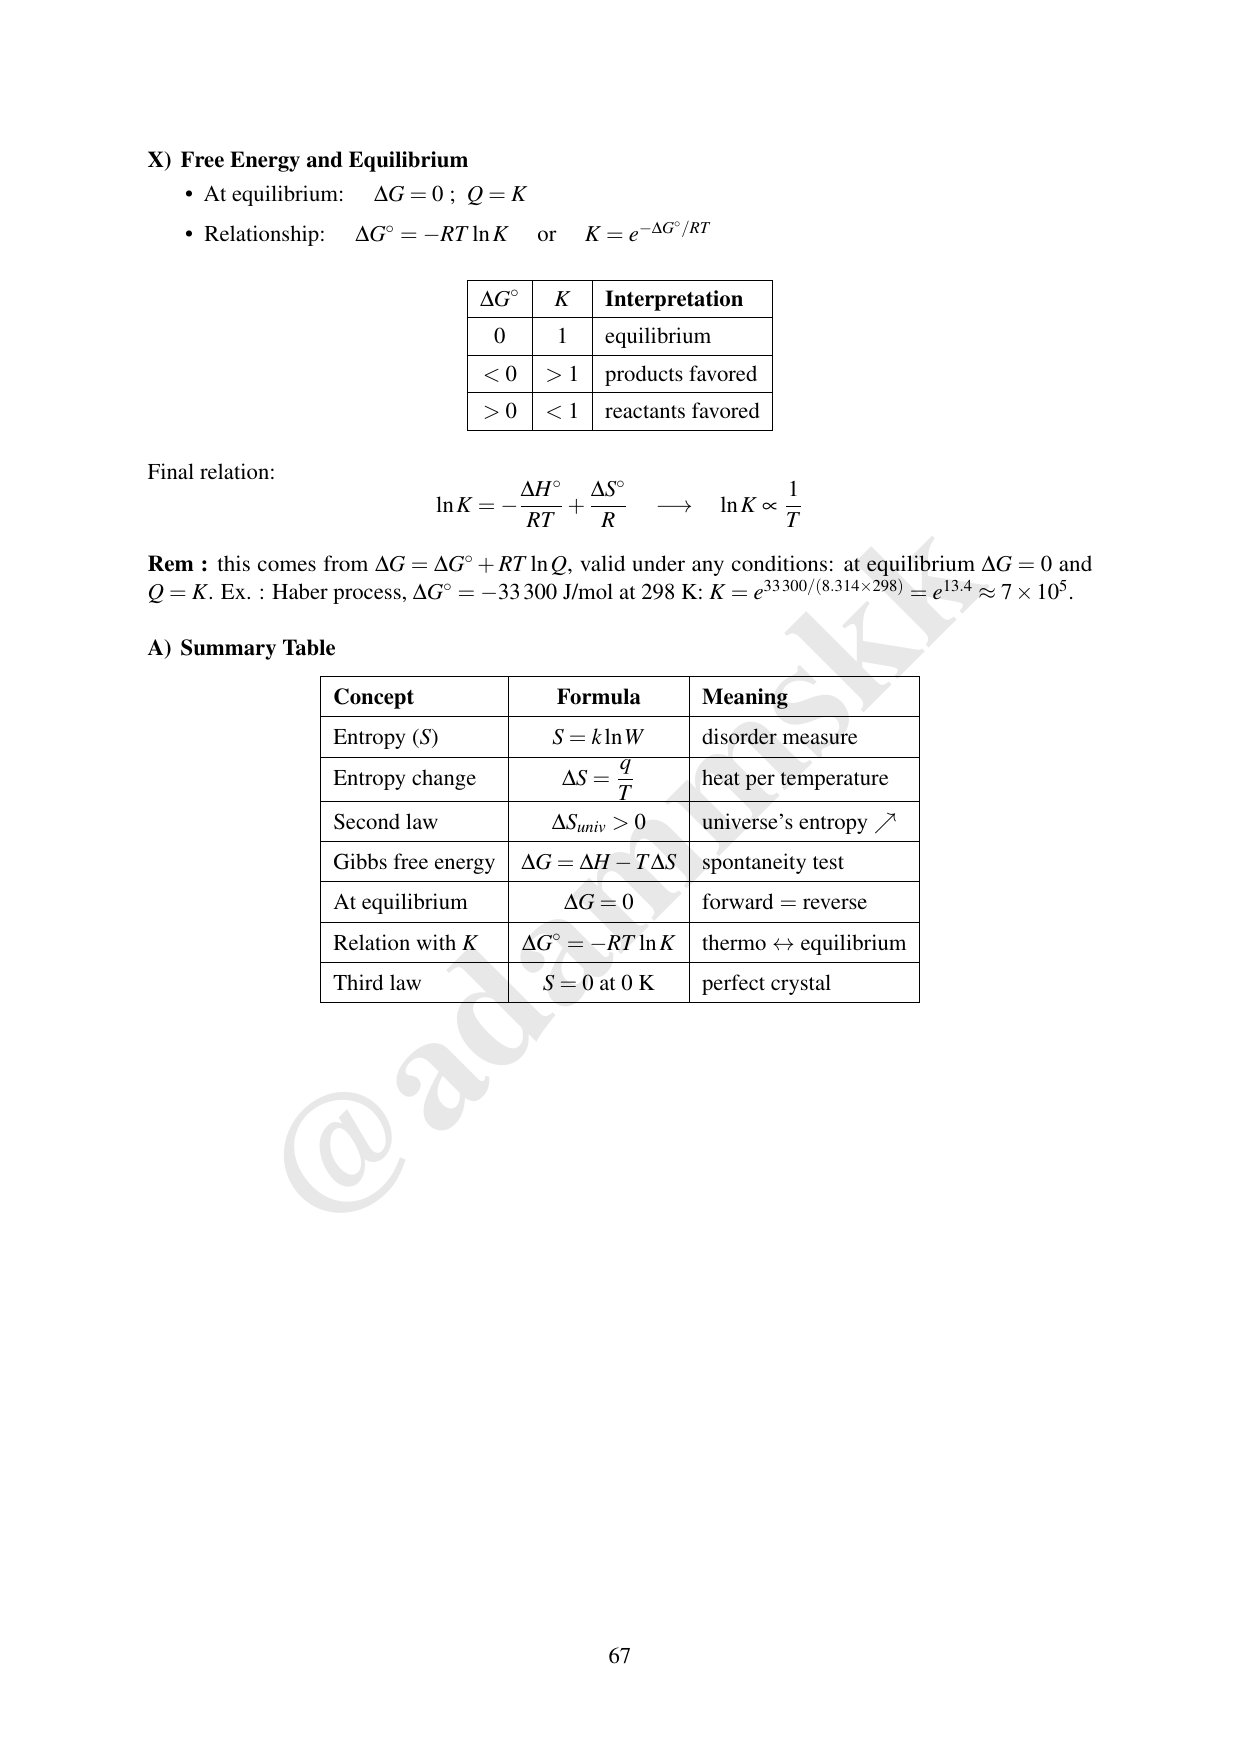 X) Free Energy and Equilibrium
• At equilibrium: ΔG = 0 ; Q = K
• Relationship: ΔG° = −RT ln K or K = e^{−ΔG°/RT}
ΔG° K Interpretation
0 1 equilibrium
< 0 > 1 products favored
> 0 < 1 reactants favored
Final relation:
ln K = −ΔH°/RT + ΔS°/R ⟶ ln K ∝ 1/T
Rem : this comes from ΔG = ΔG° + RT ln Q, valid under any conditions: at equilibrium ΔG = 0 and
Q = K. Ex. : Haber process, ΔG° = −33 300 J/mol at 298 K: K = e^{33 300/(8.314×298)} = e^{13.4} ≈ 7 × 10^5.
A) Summary Table
Concept Formula Meaning
Entropy (S) S = k ln W disorder measure
Entropy change ΔS = q/T heat per temperature
Second law ΔS_{univ} > 0 universe's entropy ↗
Gibbs free energy ΔG = ΔH − TΔS spontaneity test
At equilibrium ΔG = 0 forward = reverse
Relation with K ΔG° = −RT ln K thermo ↔ equilibrium
Third law S = 0 at 0 K perfect crystal
@adammskk
67